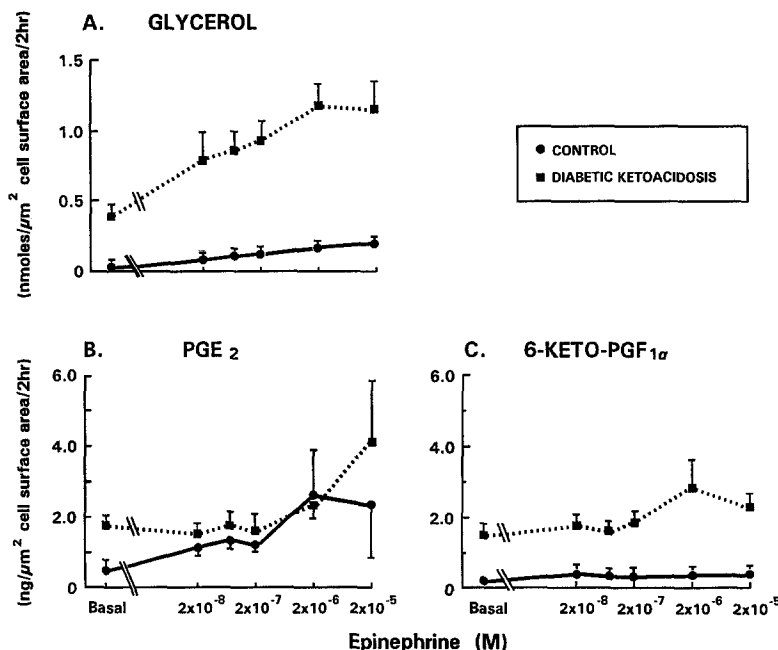 A. GLYCEROL
(nmoles/μm² cell surface area/2hr)
1.5
1.0
0.5
0
CONTROL
DIABETIC KETOACIDOSIS
B. PGE 2
(ng/μm² cell surface area/2hr)
6.0
4.0
2.0
0
Basal
2x10⁻⁸
2x10⁻⁷
2x10⁻⁶
2x10⁻⁵
C. 6-KETO-PGF1α
6.0
4.0
2.0
0
Basal
2x10⁻⁸
2x10⁻⁷
2x10⁻⁶
2x10⁻⁵
Epinephrine (M)